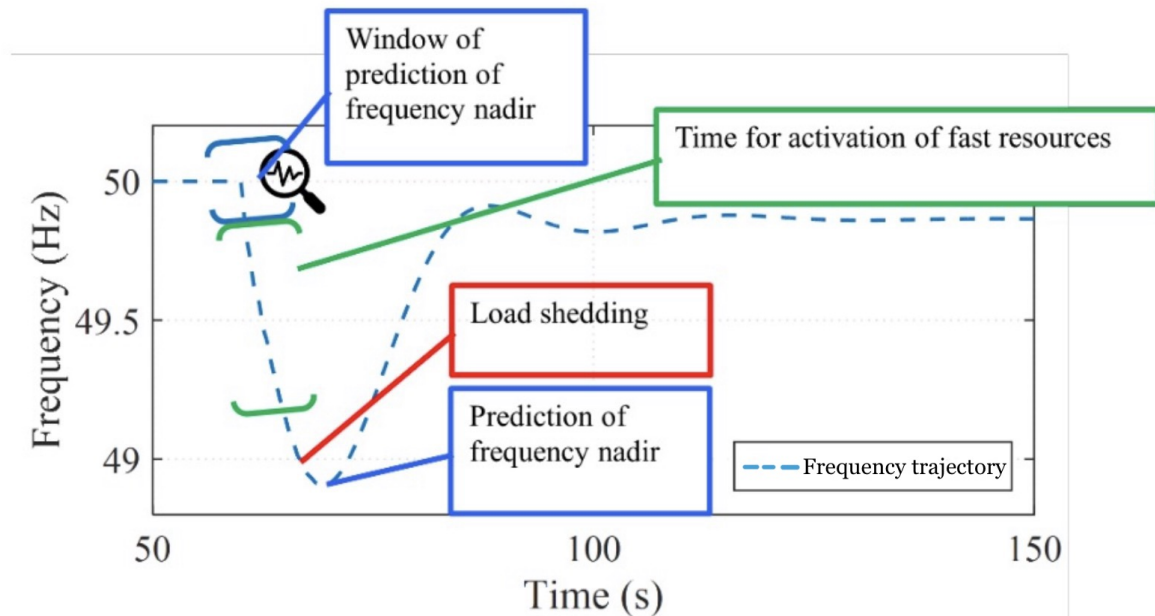 Window of
prediction of
frequency nadir
Time for activation of fast resources
Load shedding
Prediction of
frequency nadir
Frequency trajectory
Frequency (Hz)
50
49.5
49
50
100
150
Time (s)